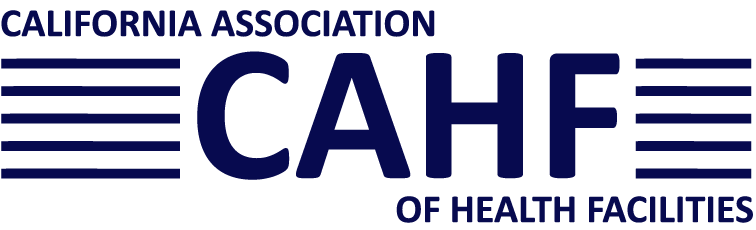 CALIFORNIA ASSOCIATION
CAHF
OF HEALTH FACILITIES